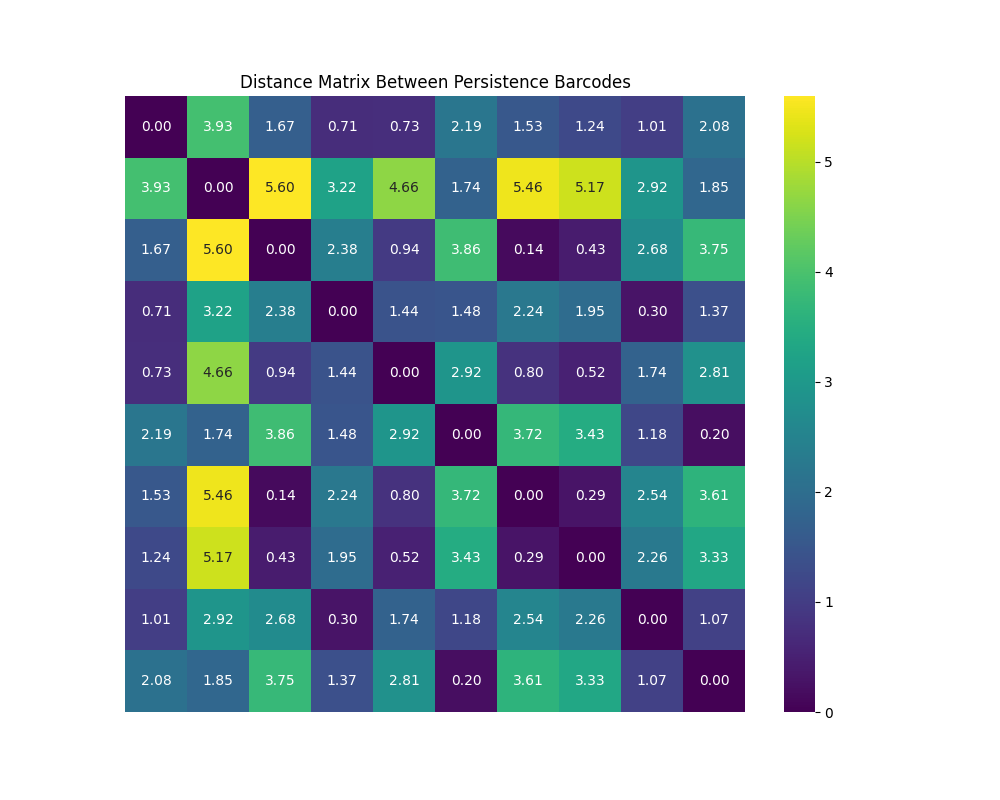 Distance Matrix Between Persistence Barcodes
0.00 3.93 1.67 0.71 0.73 2.19 1.53 1.24 1.01 2.08
3.93 0.00 5.60 3.22 4.66 1.74 5.46 5.17 2.92 1.85
1.67 5.60 0.00 2.38 0.94 3.86 0.14 0.43 2.68 3.75
0.71 3.22 2.38 0.00 1.44 1.48 2.24 1.95 0.30 1.37
0.73 4.66 0.94 1.44 0.00 2.92 0.80 0.52 1.74 2.81
2.19 1.74 3.86 1.48 2.92 0.00 3.72 3.43 1.18 0.20
1.53 5.46 0.14 2.24 0.80 3.72 0.00 0.29 2.54 3.61
1.24 5.17 0.43 1.95 0.52 3.43 0.29 0.00 2.26 3.33
1.01 2.92 2.68 0.30 1.74 1.18 2.54 2.26 0.00 1.07
2.08 1.85 3.75 1.37 2.81 0.20 3.61 3.33 1.07 0.00
5
4
3
2
1
0